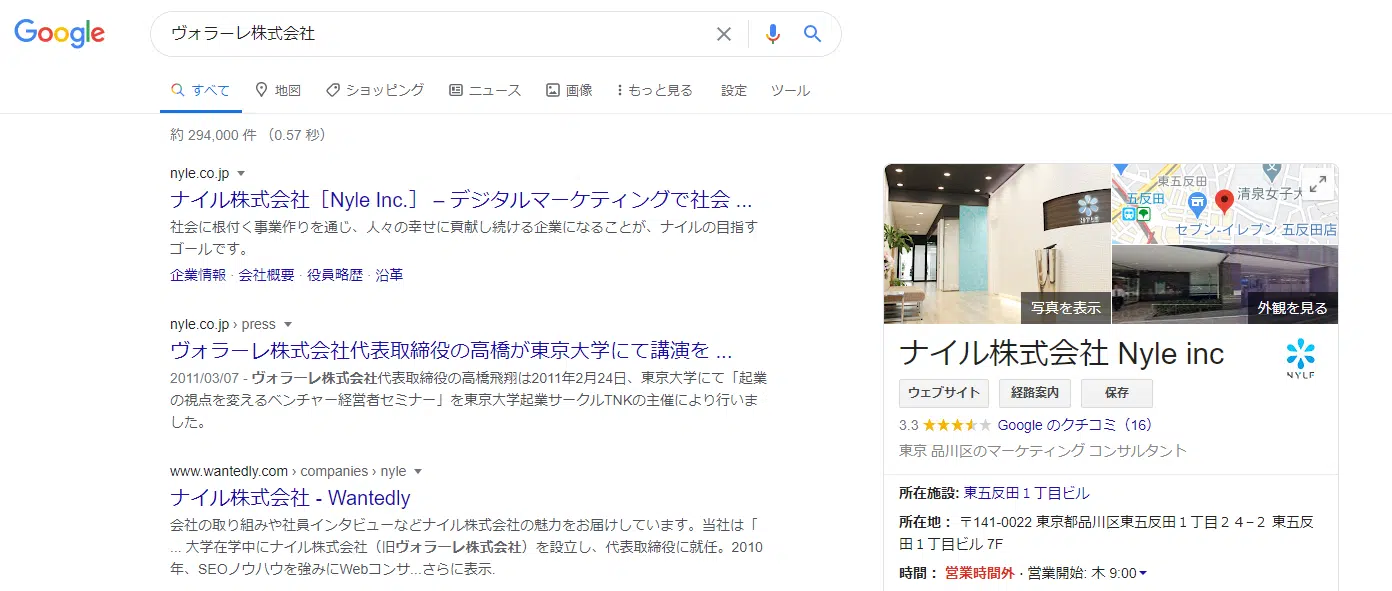 Google
ヴォラーレ株式会社
すべて 地図 ショッピング ニュース 画像 もっと見る 設定 ツール
約 294,000 件 （0.57 秒）
nyle.co.jp
ナイル株式会社［Nyle Inc.］ – デジタルマーケティングで社会 ...
社会に根付く事業作りを通じ、人々の幸せに貢献し続ける企業になることが、ナイルの目指す
ゴールです。
企業情報 · 会社概要 · 役員略歴 · 沿革
nyle.co.jp › press
ヴォラーレ株式会社代表取締役の高橋が東京大学にて講演を ...
2011/03/07 - ヴォラーレ株式会社代表取締役の高橋飛翔は2011年2月24日、東京大学にて「起業
の視点を変えるベンチャー経営者セミナー」を東京大学起業サークルTNKの主催により行いま
した。
www.wantedly.com › companies › nyle
ナイル株式会社 - Wantedly
会社の取り組みや社員インタビューなどナイル株式会社の魅力をお届けしています。当社は「
... 大学在学中にナイル株式会社（旧ヴォラーレ株式会社）を設立し、代表取締役に就任。2010
年、SEOノウハウを強みにWebコンサ...さらに表示.
東五反田
五反田
清泉女子大
セブン-イレブン 五反田店
写真を表示
外観を見る
ナイル株式会社 Nyle inc
NYLE
ウェブサイト 経路案内 保存
3.3 Google のクチコミ（16）
東京 品川区のマーケティング コンサルタント
所在施設: 東五反田１丁目ビル
所在地： 〒141-0022 東京都品川区東五反田１丁目２４−２ 東五反
田１丁目ビル 7F
時間： 営業時間外 · 営業開始: 木 9:00